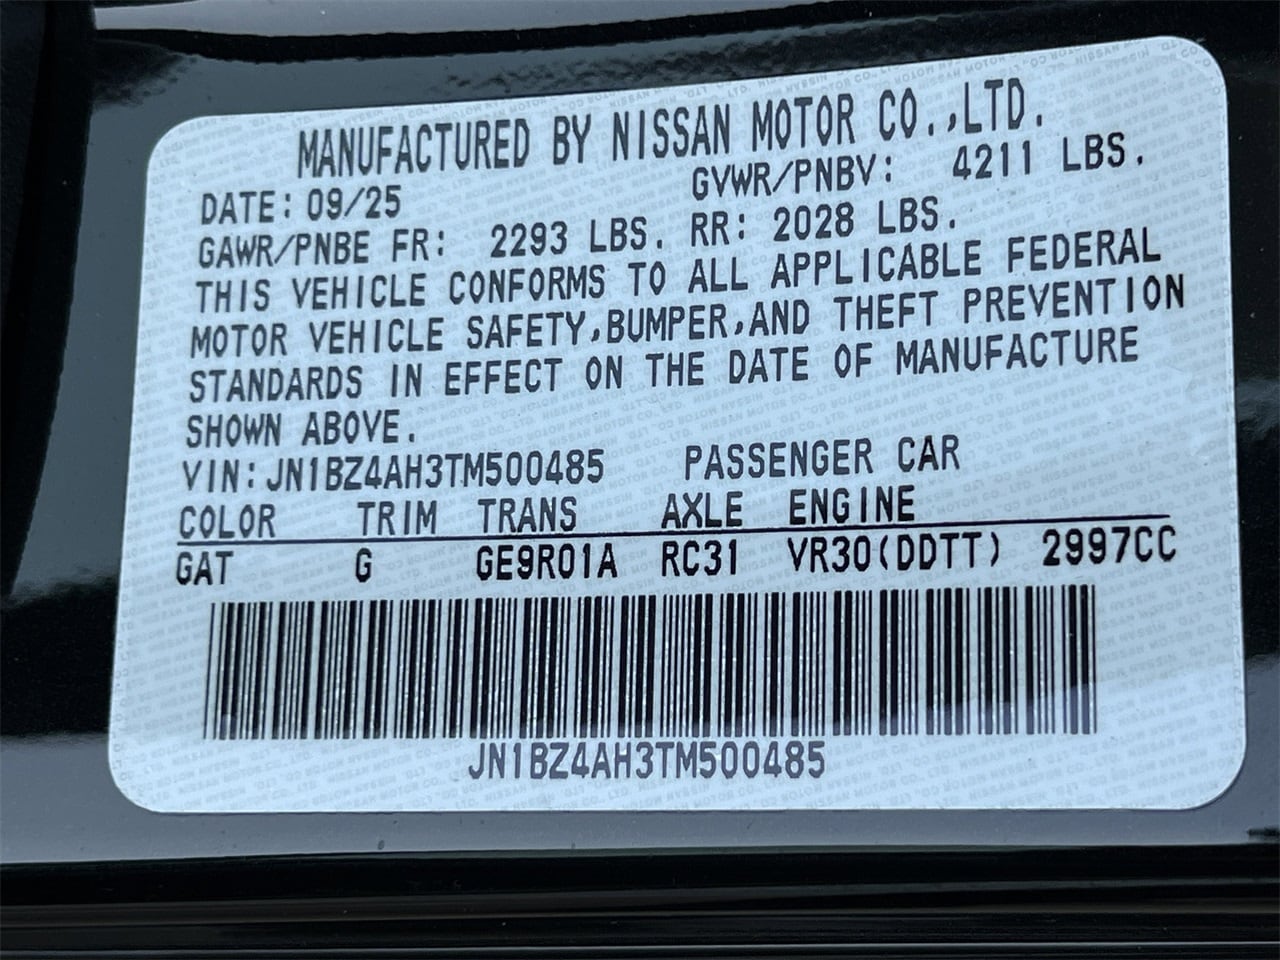 MANUFACTURED BY NISSAN MOTOR CO.,LTD.
DATE: 09/25 GVWR/PNBV: 4211 LBS.
GAWR/PNBE FR: 2293 LBS. RR: 2028 LBS.
THIS VEHICLE CONFORMS TO ALL APPLICABLE FEDERAL
MOTOR VEHICLE SAFETY,BUMPER,AND THEFT PREVENTION
STANDARDS IN EFFECT ON THE DATE OF MANUFACTURE
SHOWN ABOVE.
VIN:JN1BZ4AH3TM500485 PASSENGER CAR
COLOR TRIM TRANS AXLE ENGINE
GAT G GE9R01A RC31 VR30(DDTT) 2997CC
JN1BZ4AH3TM500485